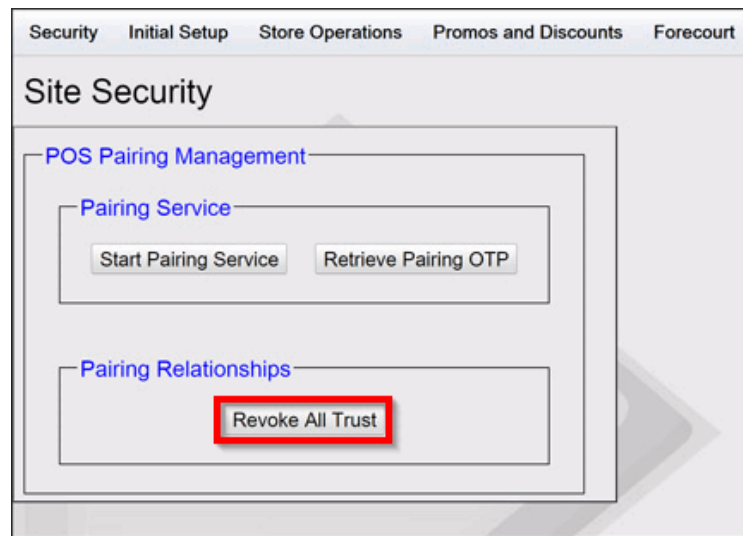 Security Initial Setup Store Operations Promos and Discounts Forecourt
Site Security
POS Pairing Management
Pairing Service
Start Pairing Service Retrieve Pairing OTP
Pairing Relationships
Revoke All Trust